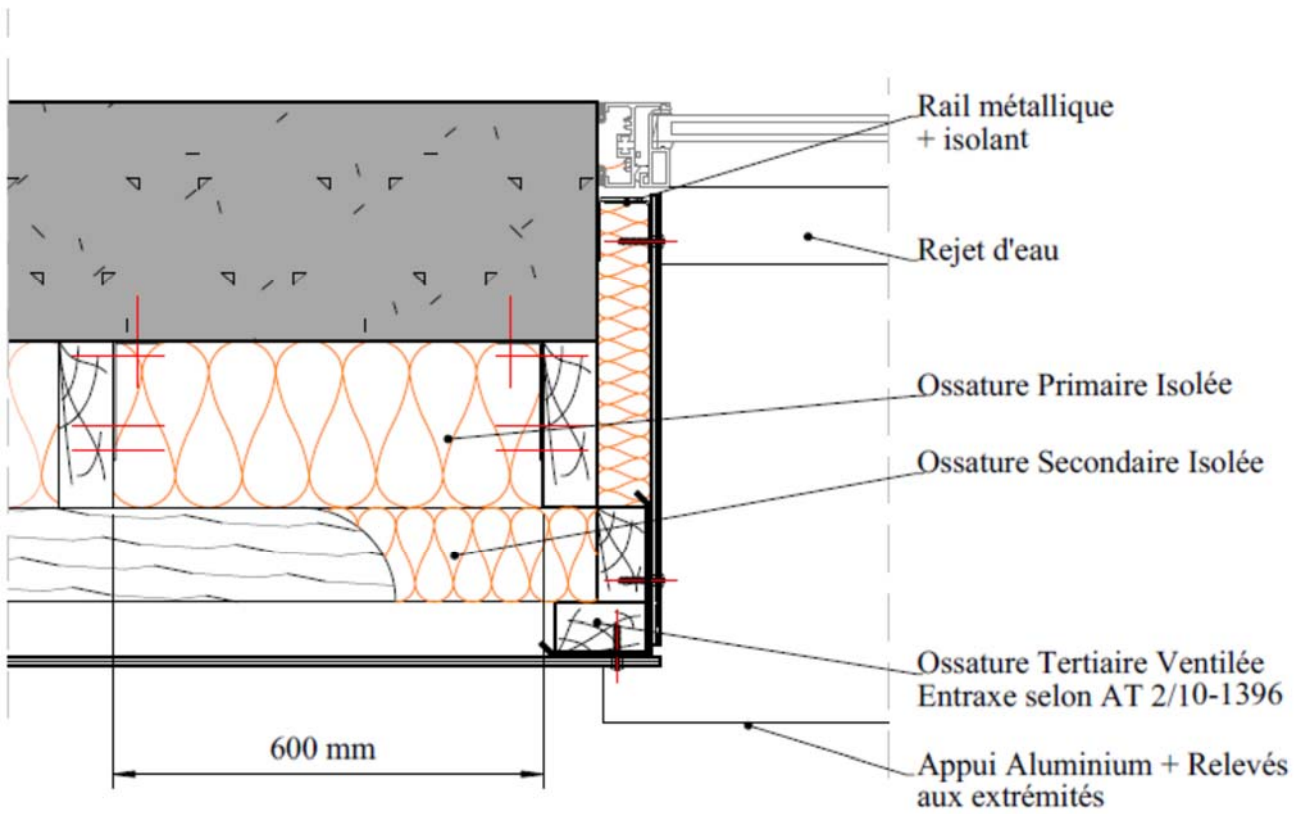 Rail métallique
+ isolant
Rejet d'eau
Ossature Primaire Isolée
Ossature Secondaire Isolée
Ossature Tertiaire Ventilée
Entraxe selon AT 2/10-1396
600 mm
Appui Aluminium + Relevés
aux extrémités